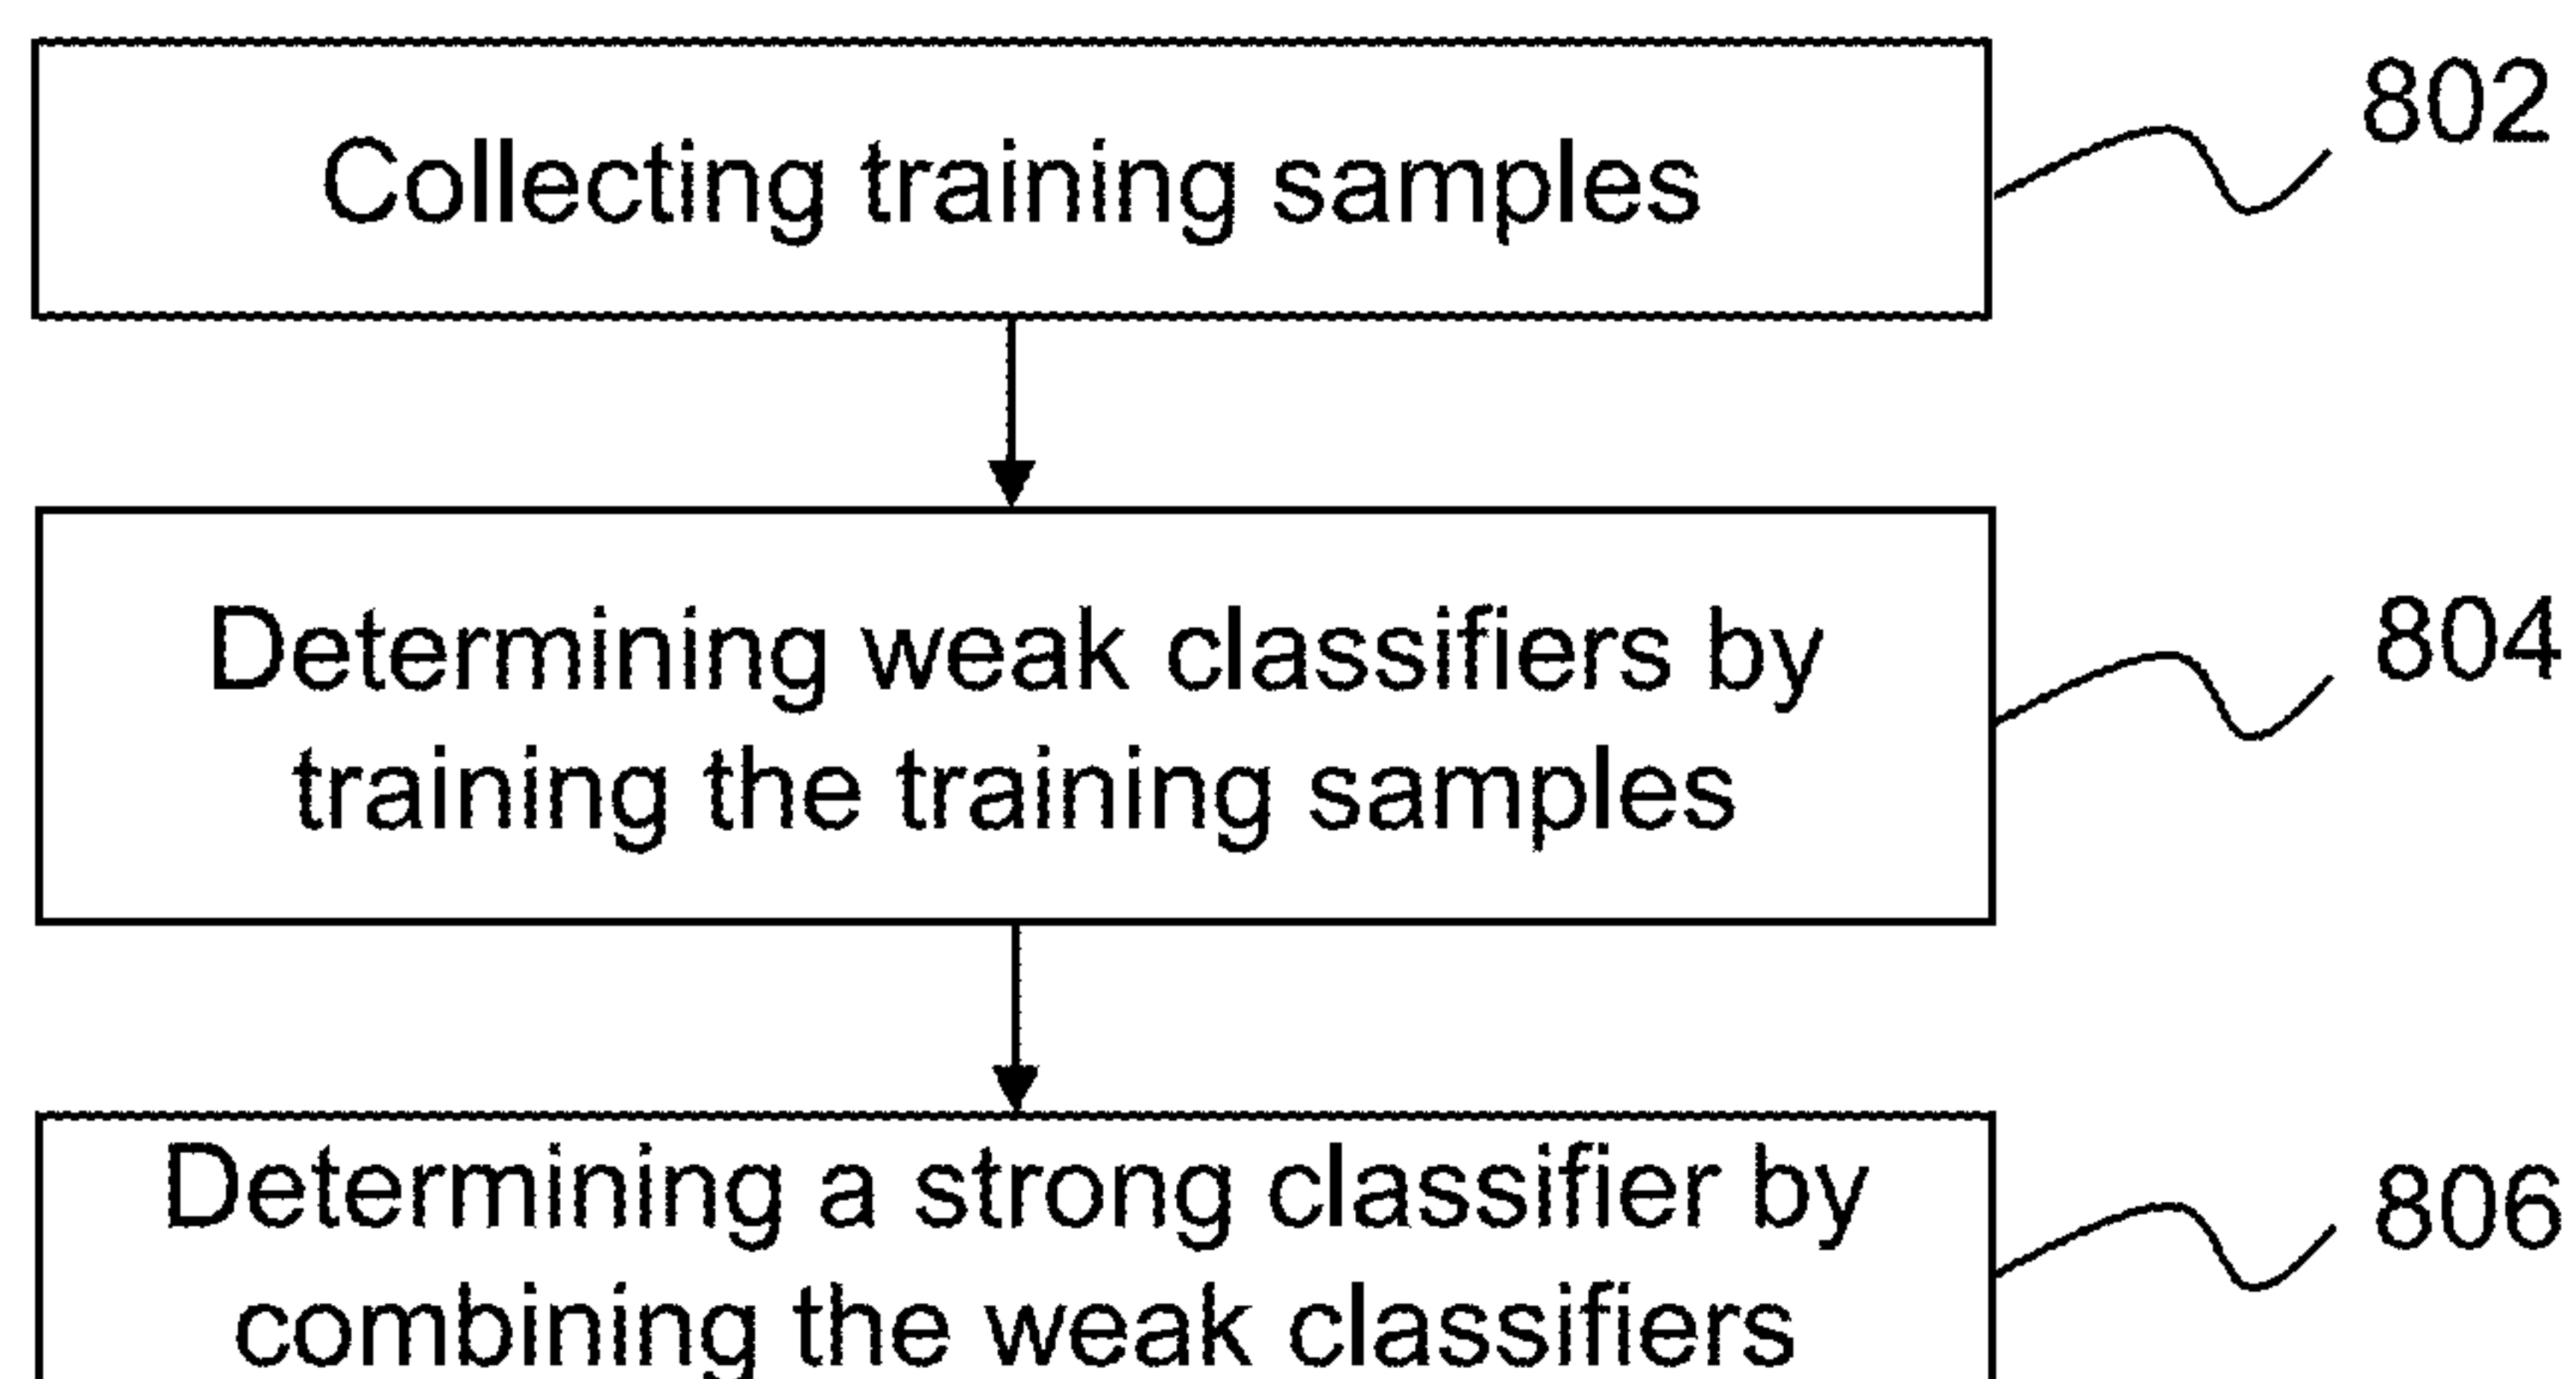 Collecting training samples
802
Determining weak classifiers by
training the training samples
804
Determining a strong classifier by
combining the weak classifiers
806